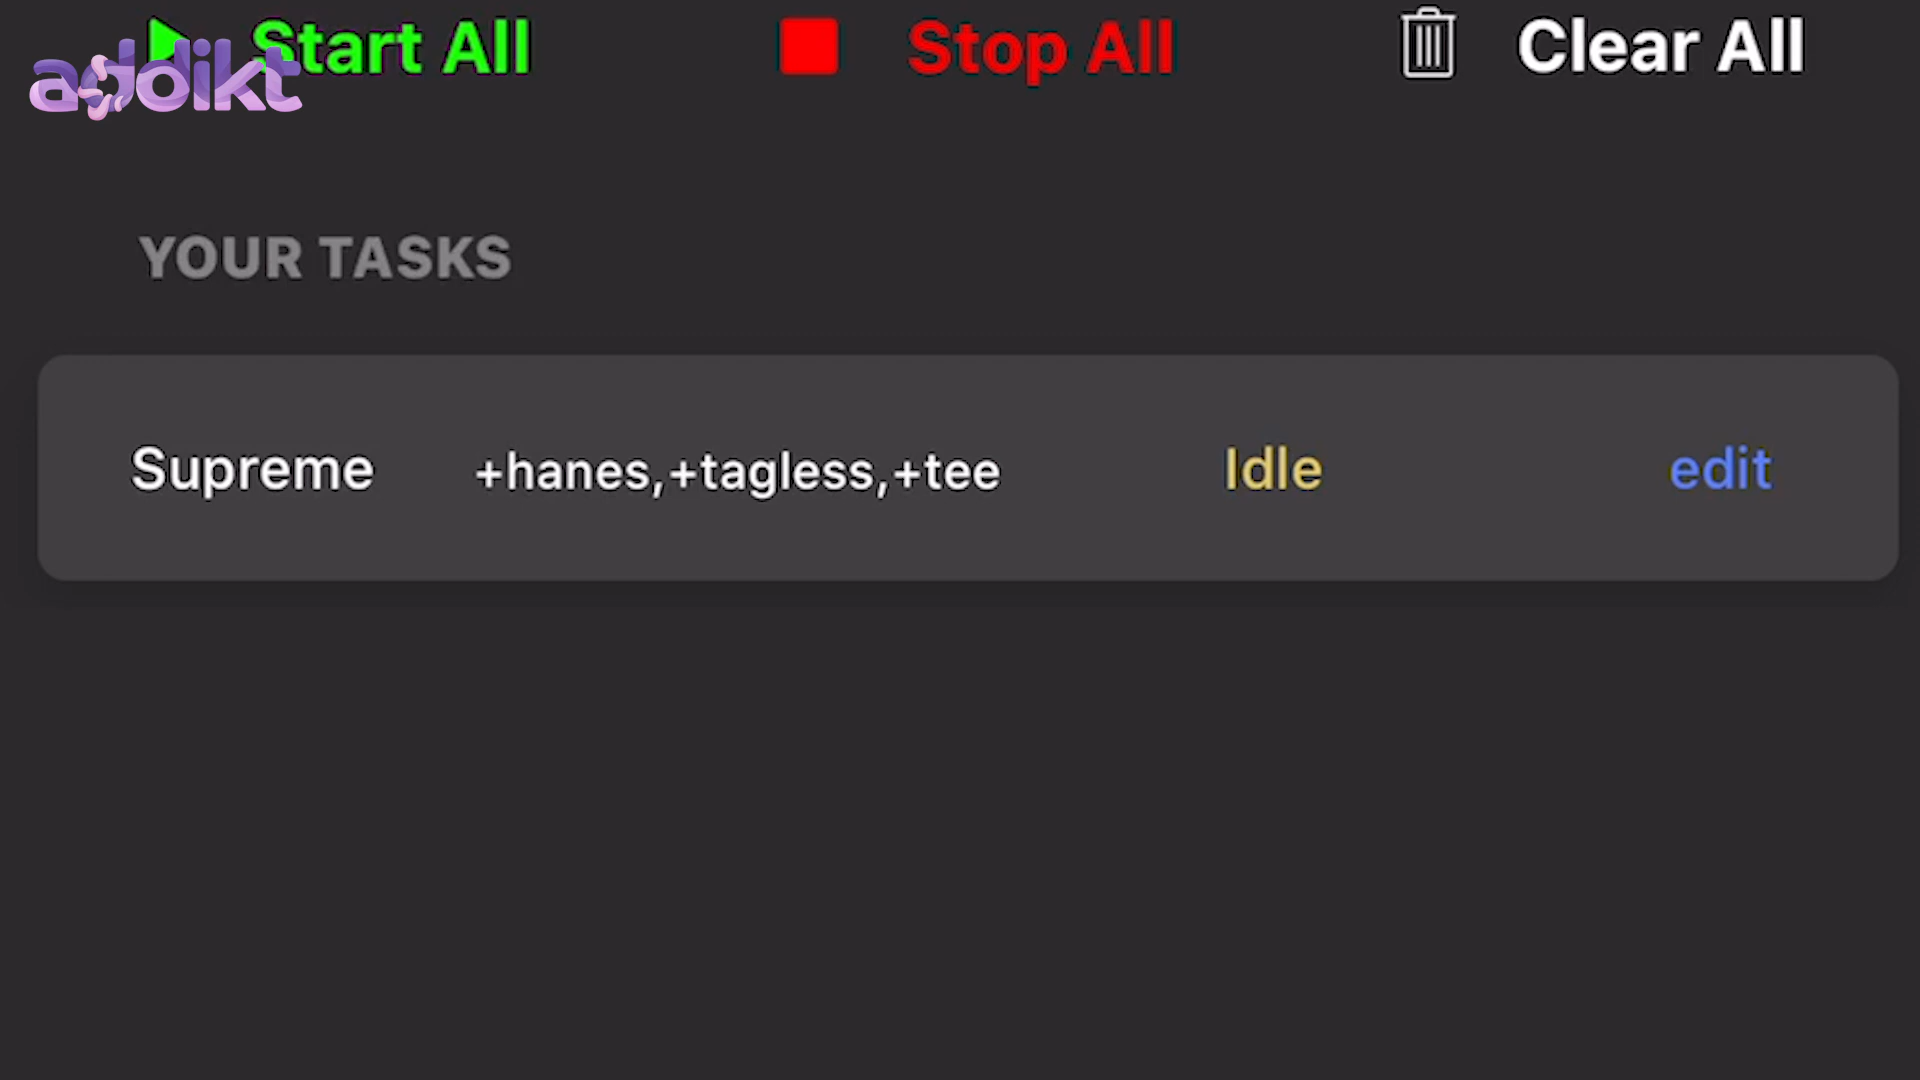 Start All
Stop All
Clear All
addikt
YOUR TASKS
Supreme +hanes,+tagless,+tee Idle edit